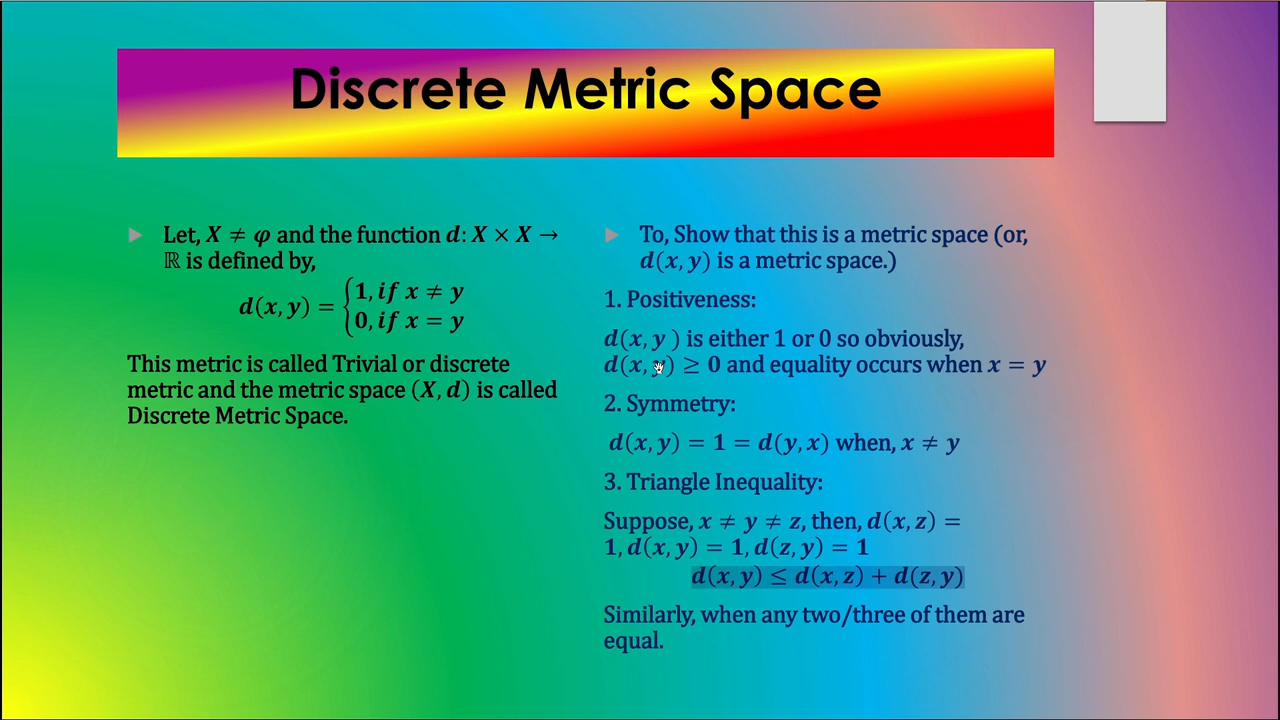 Discrete Metric Space
Let, X ≠ φ and the function d: X × X →
ℝ is defined by,
d(x, y) = {1, if x ≠ y
0, if x = y
This metric is called Trivial or discrete
metric and the metric space (X, d) is called
Discrete Metric Space.
To, Show that this is a metric space (or,
d(x, y) is a metric space.)
1. Positiveness:
d(x, y ) is either 1 or 0 so obviously,
d(x, y) ≥ 0 and equality occurs when x = y
2. Symmetry:
d(x, y) = 1 = d(y, x) when, x ≠ y
3. Triangle Inequality:
Suppose, x ≠ y ≠ z, then, d(x, z) =
1, d(x, y) = 1, d(z, y) = 1
d(x, y) ≤ d(x, z) + d(z, y)
Similarly, when any two/three of them are
equal.